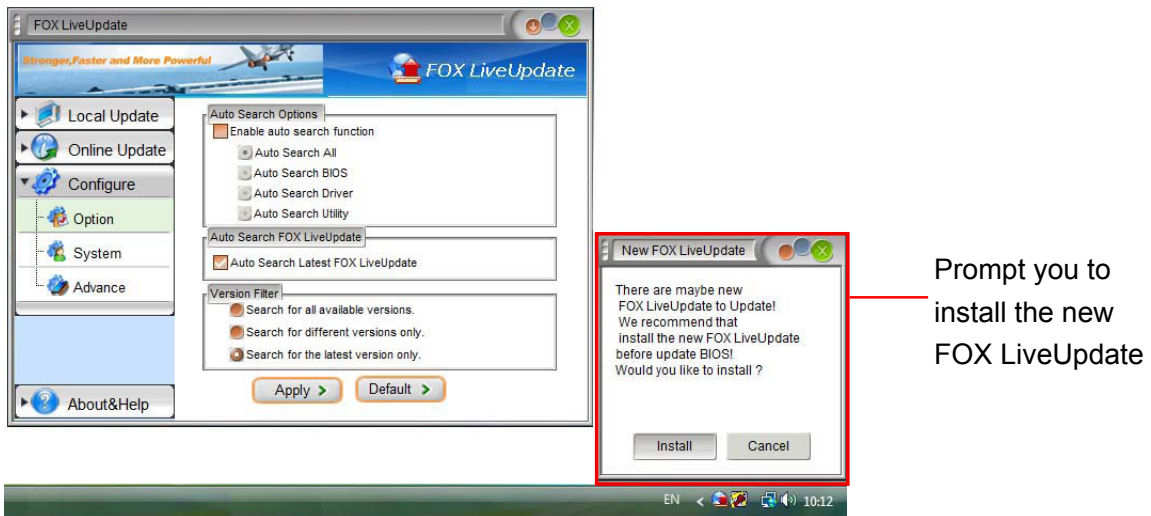 FOX LiveUpdate
Stronger,Faster and More Powerful
FOX LiveUpdate
Local Update
Online Update
Configure
Option
System
Advance
About&Help
Auto Search Options
Enable auto search function
Auto Search All
Auto Search BIOS
Auto Search Driver
Auto Search Utility
Auto Search FOX LiveUpdate
Auto Search Latest FOX LiveUpdate
Version Filter
Search for all available versions.
Search for different versions only.
Search for the latest version only.
Apply
Default
New FOX LiveUpdate
There are maybe new
FOX LiveUpdate to Update!
We recommend that
install the new FOX LiveUpdate
before update BIOS!
Would you like to install ?
Install Cancel
Prompt you to
install the new
FOX LiveUpdate
EN < 10:12